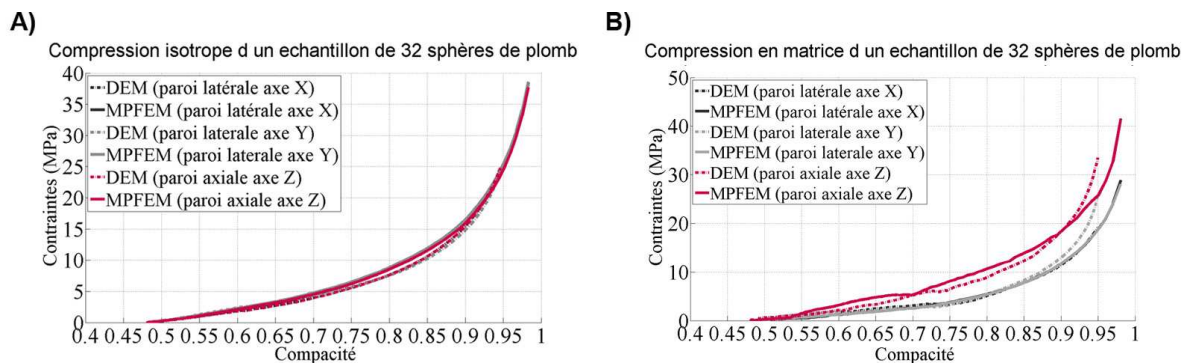 A)
Compression isotrope d un echantillon de 32 sphères de plomb
40
35
30
25
20
15
10
5
0
Contraintes (MPa)
DEM (paroi latérale axe X)
MPFEM (paroi latérale axe X)
DEM (paroi laterale axe Y)
MPFEM (paroi laterale axe Y)
DEM (paroi axiale axe Z)
MPFEM (paroi axiale axe Z)
0.4 0.45 0.5 0.55 0.6 0.65 0.7 0.75 0.8 0.85 0.9 0.95 1
Compacité
B)
Compression en matrice d un echantillon de 32 sphères de plomb
50
40
30
20
10
0
Contraintes (MPa)
DEM (paroi latérale axe X)
MPFEM (paroi latérale axe X)
DEM (paroi laterale axe Y)
MPFEM (paroi laterale axe Y)
DEM (paroi axiale axe Z)
MPFEM (paroi axiale axe Z)
0.4 0.45 0.5 0.55 0.6 0.65 0.7 0.75 0.8 0.85 0.9 0.95 1
Compacité